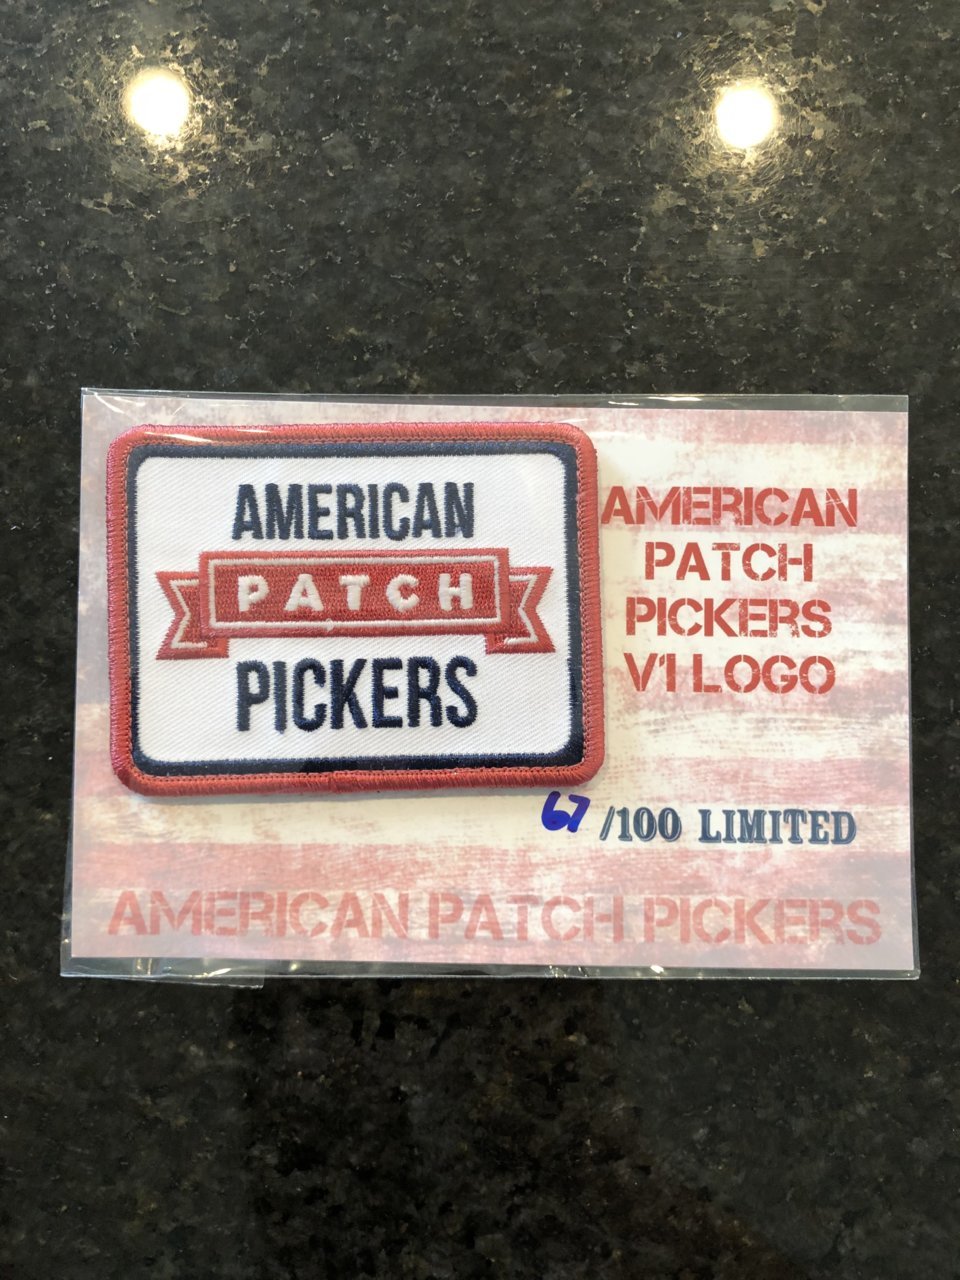 AMERICAN
PATCH
PICKERS
AMERICAN
PATCH
PICKERS
V1 LOGO
67 /100 LIMITED
AMERICAN PATCH PICKERS